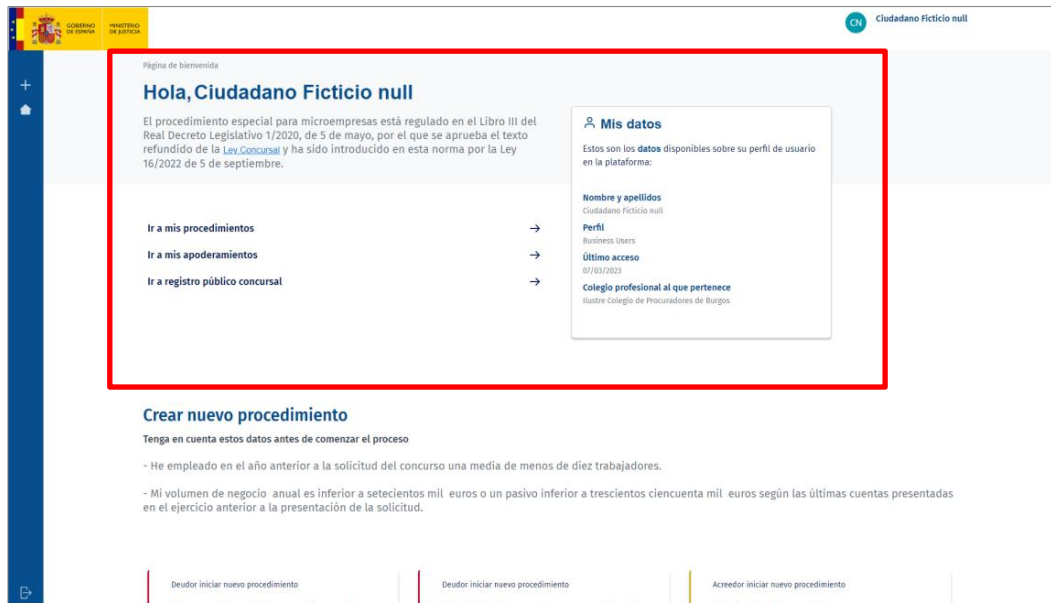 GOBIERNO
DE ESPAÑA
MINISTERIO
DE JUSTICIA
CN
Ciudadano Ficticio null
Página de bienvenida
Hola, Ciudadano Ficticio null
El procedimiento especial para microempresas está regulado en el Libro III del
Real Decreto Legislativo 1/2020, de 5 de mayo, por el que se aprueba el texto
refundido de la Ley Concursal y ha sido introducido en esta norma por la Ley
16/2022 de 5 de septiembre.
Ir a mis procedimientos
Ir a mis apoderamientos
Ir a registro público concursal
Mis datos
Estos son los datos disponibles sobre su perfil de usuario
en la plataforma:
Nombre y apellidos
Ciudadano Ficticio null
Perfil
Business Users
Último acceso
07/03/2023
Colegio profesional al que pertenece
Ilustre Colegio de Procuradores de Burgos
Crear nuevo procedimiento
Tenga en cuenta estos datos antes de comenzar el proceso
- He empleado en el año anterior a la solicitud del concurso una media de menos de diez trabajadores.
- Mi volumen de negocio anual es inferior a setecientos mil euros o un pasivo inferior a trescientos ciencuenta mil euros según las últimas cuentas presentadas
en el ejercicio anterior a la presentación de la solicitud.
Deudor iniciar nuevo procedimiento
Deudor iniciar nuevo procedimiento
Acreedor iniciar nuevo procedimiento